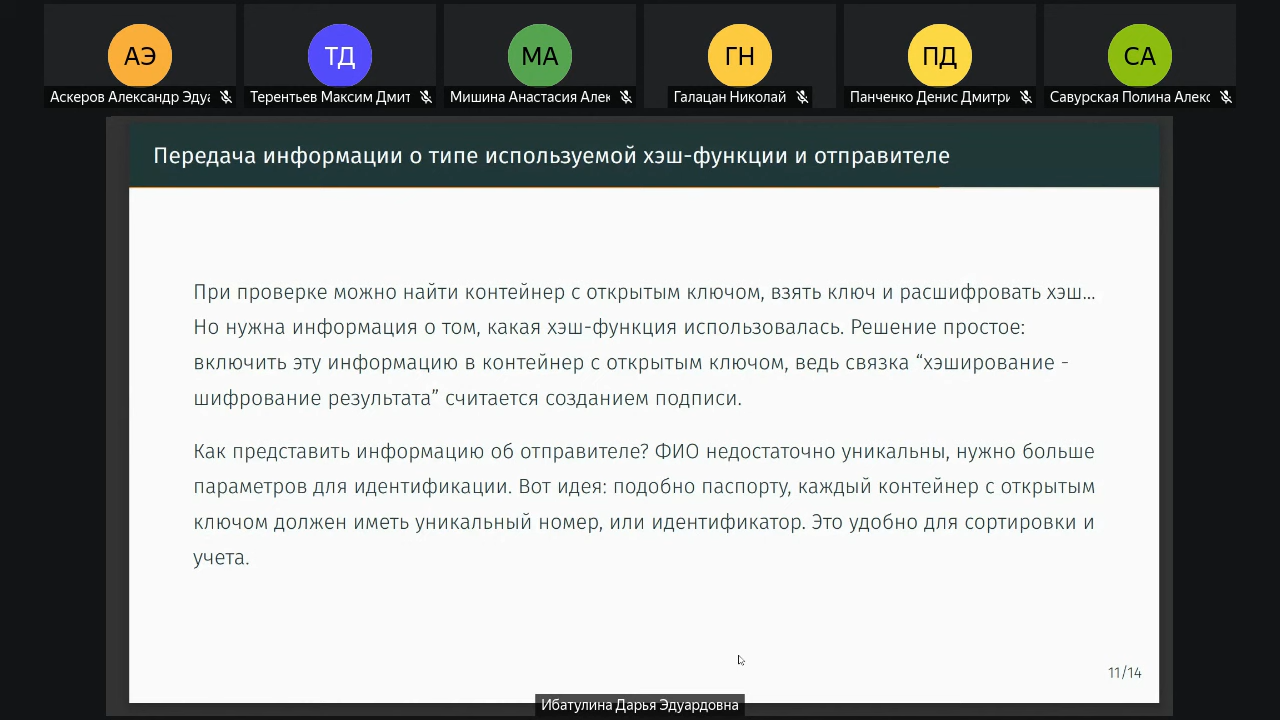 АЭ
ТД
МА
ГН
ПД
СА
Аскеров Александр Эдуа
Терентьев Максим Дмит
Мишина Анастасия Алек
Галацан Николай
Панченко Денис Дмитри
Савурская Полина Алекс
Передача информации о типе используемой хэш-функции и отправителе
При проверке можно найти контейнер с открытым ключом, взять ключ и расшифровать хэш...
Но нужна информация о том, какая хэш-функция использовалась. Решение простое:
включить эту информацию в контейнер с открытым ключом, ведь связка “хэширование -
шифрование результата” считается созданием подписи.
Как представить информацию об отправителе? ФИО недостаточно уникальны, нужно больше
параметров для идентификации. Вот идея: подобно паспорту, каждый контейнер с открытым
ключом должен иметь уникальный номер, или идентификатор. Это удобно для сортировки и
учета.
11/14
Ибатулина Дарья Эдуардовна